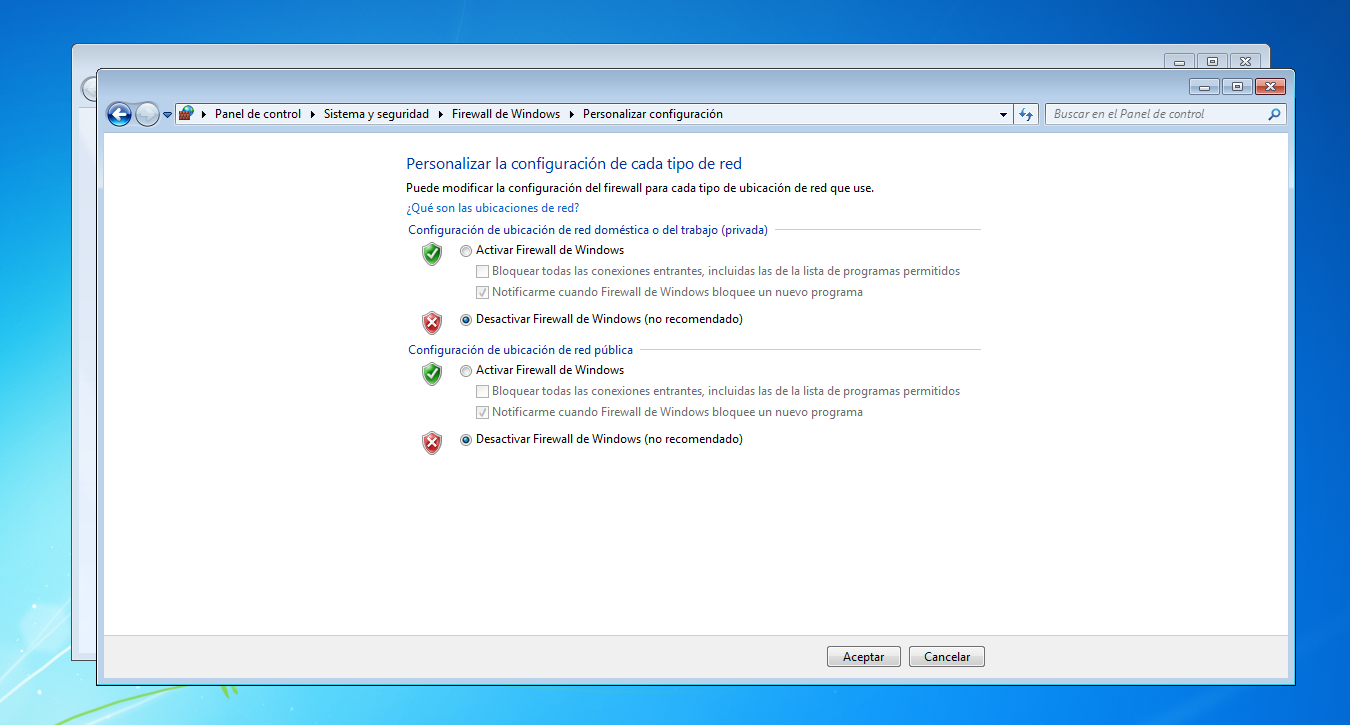 Panel de control Sistema y seguridad Firewall de Windows Personalizar configuración Buscar en el Panel de control
Personalizar la configuración de cada tipo de red
Puede modificar la configuración del firewall para cada tipo de ubicación de red que use.
¿Qué son las ubicaciones de red?
Configuración de ubicación de red doméstica o del trabajo (privada)
Activar Firewall de Windows
Bloquear todas las conexiones entrantes, incluidas las de la lista de programas permitidos
Notificarme cuando Firewall de Windows bloquee un nuevo programa
Desactivar Firewall de Windows (no recomendado)
Configuración de ubicación de red pública
Activar Firewall de Windows
Bloquear todas las conexiones entrantes, incluidas las de la lista de programas permitidos
Notificarme cuando Firewall de Windows bloquee un nuevo programa
Desactivar Firewall de Windows (no recomendado)
Aceptar Cancelar